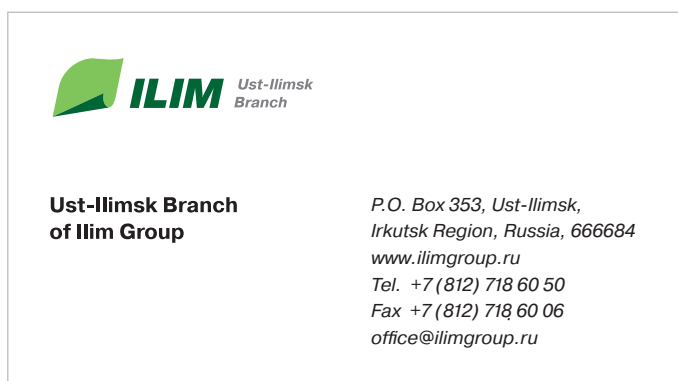 ILIM
Ust-Ilimsk
Branch
Ust-Ilimsk Branch
of Ilim Group
P.O. Box 353, Ust-Ilimsk,
Irkutsk Region, Russia, 666684
www.ilimgroup.ru
Tel. +7 (812) 718 60 50
Fax +7 (812) 718 60 06
office@ilimgroup.ru